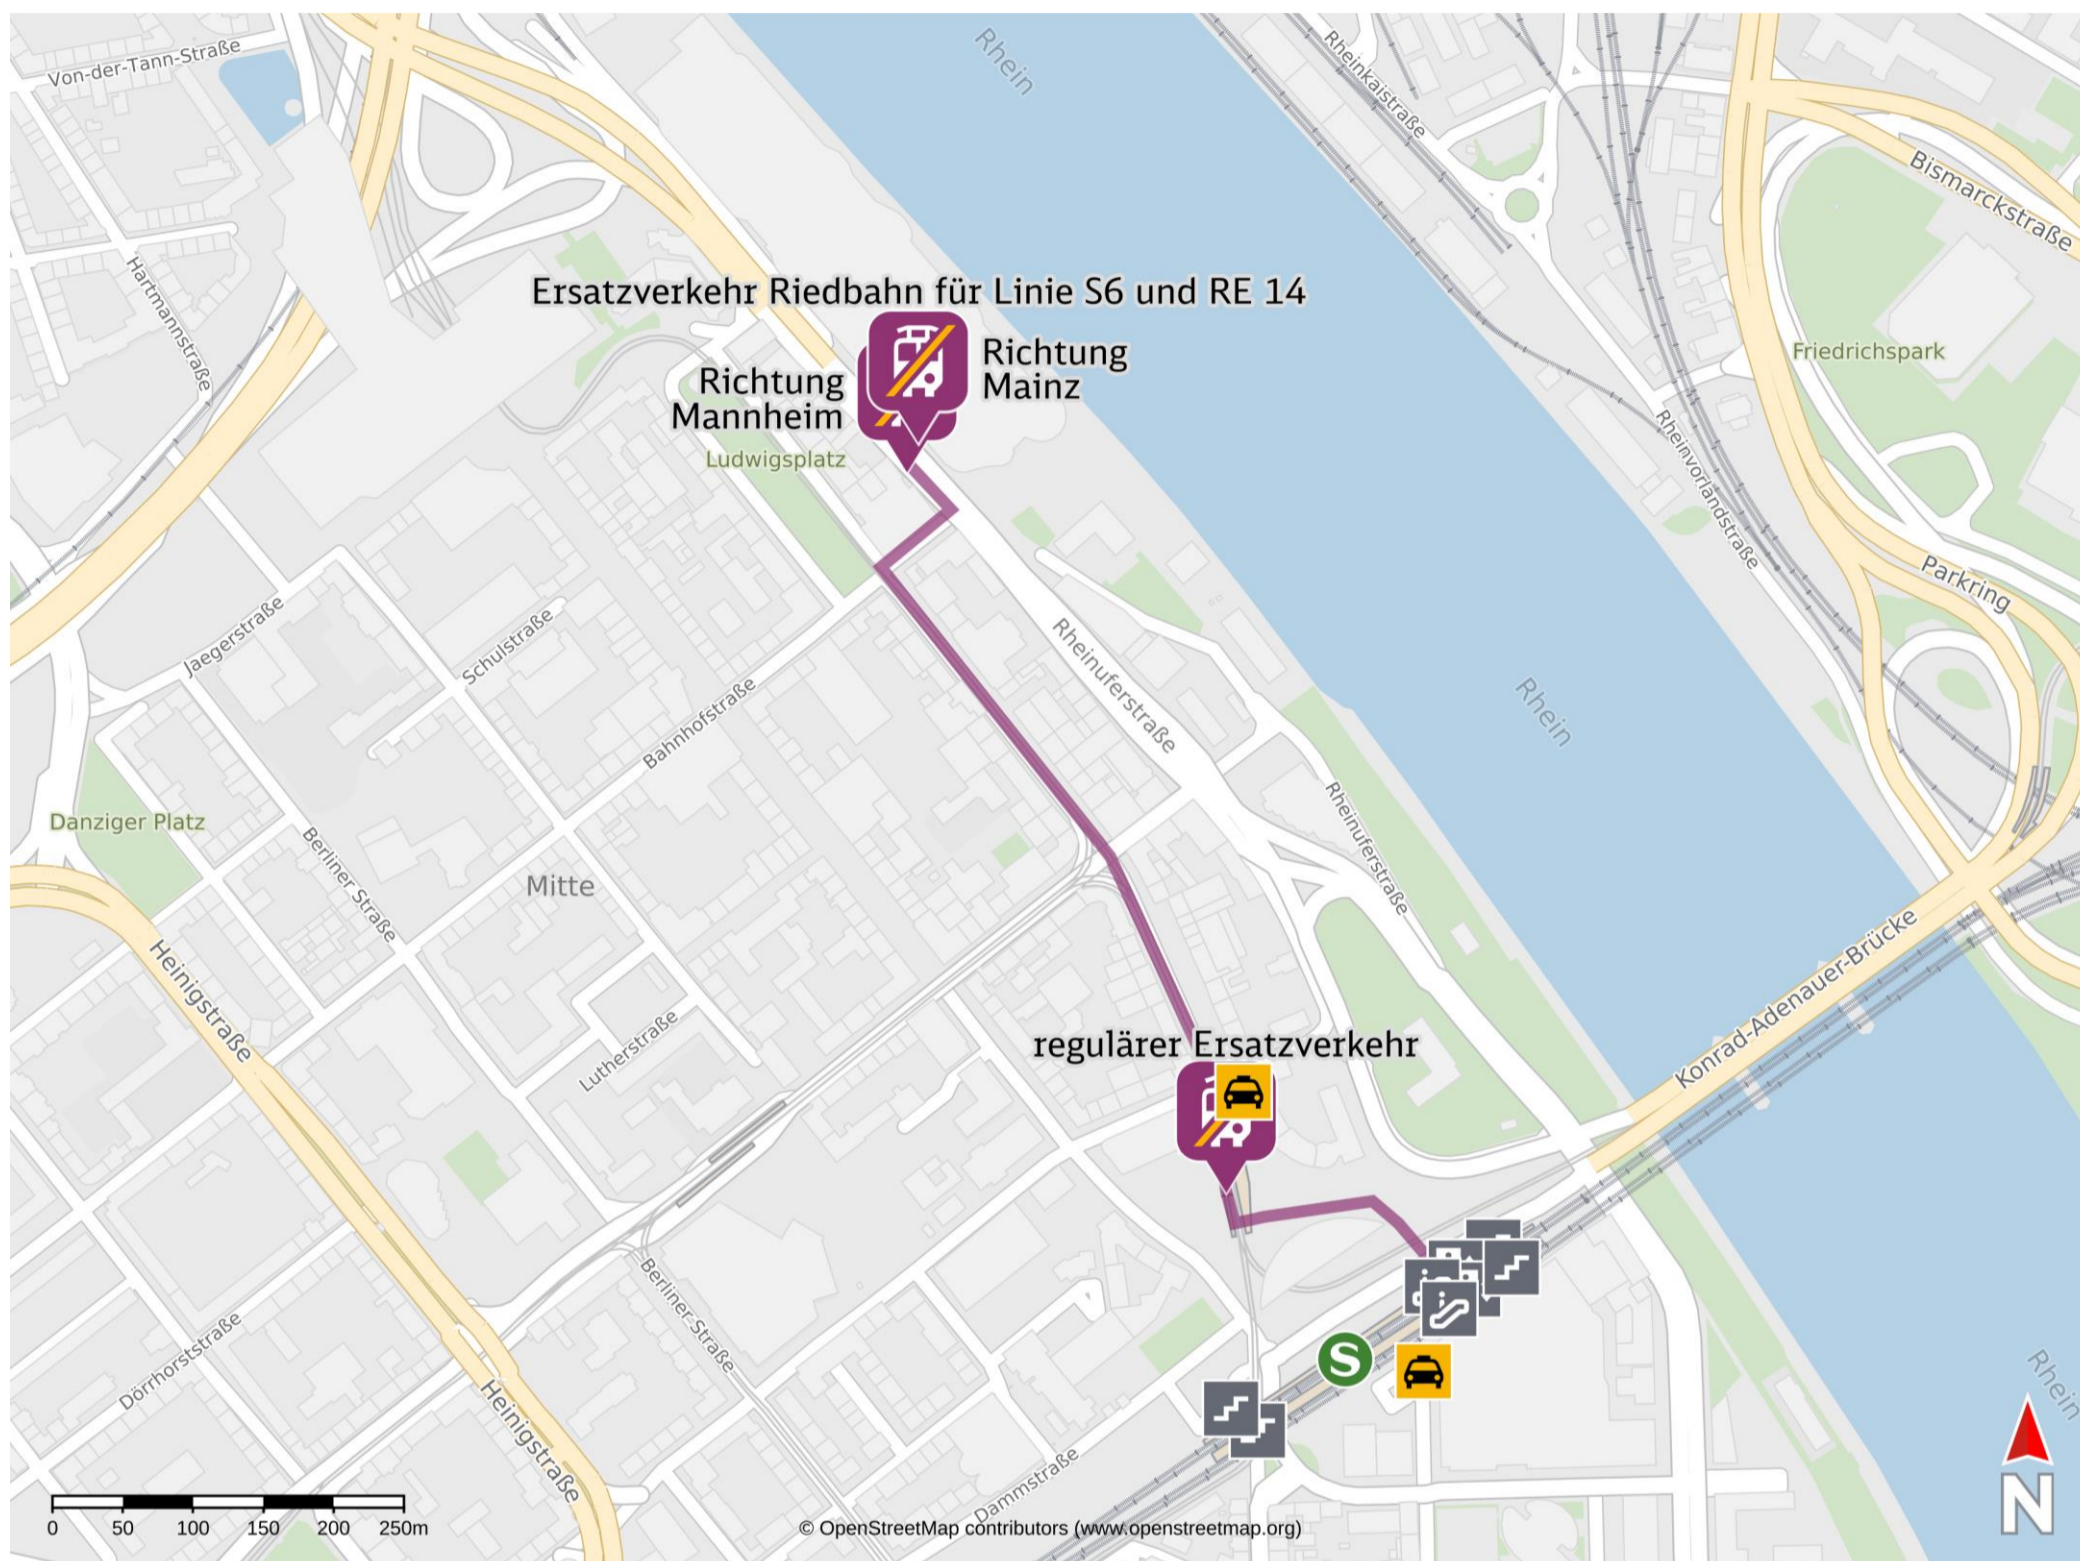 Von-der-Tann-Straße
Rhein
Rheinkaistraße
Bismarckstraße
Hartmannstraße
Ersatzverkehr Riedbahn für Linie S6 und RE 14
Richtung
Mainz
Richtung
Mannheim
Friedrichspark
Ludwigsplatz
Rheinvorlandstraße
Parkring
Jaegerstraße
Schulstraße
Rheinuferstraße
Bahnhofstraße
Rhein
Danziger Platz
Rheinuferstraße
Berliner Straße
Mitte
Heinigstraße
Konrad-Adenauer-Brücke
Lutherstraße
regulärer Ersatzverkehr
Berliner-Straße
Dörrhorststraße
S
Rhein
Heinigstraße
Dammstraße
N
0 50 100 150 200 250m
© OpenStreetMap contributors (www.openstreetmap.org)